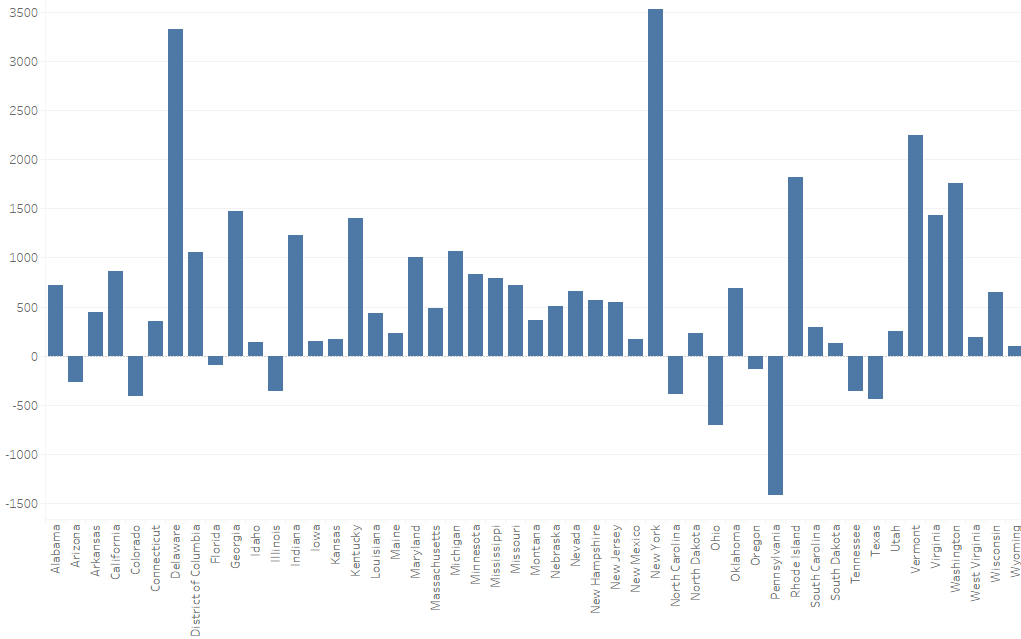 3500
3000
2500
2000
1500
1000
500
0
-500
-1000
-1500
Alabama
Arizona
Arkansas
California
Colorado
Connecticut
Delaware
District of Columbia
Florida
Georgia
Idaho
Illinois
Indiana
Iowa
Kansas
Kentucky
Louisiana
Maine
Maryland
Massachusetts
Michigan
Minnesota
Mississippi
Missouri
Montana
Nebraska
Nevada
New Hampshire
New Jersey
New Mexico
New York
North Carolina
North Dakota
Ohio
Oklahoma
Oregon
Pennsylvania
Rhode Island
South Carolina
South Dakota
Tennessee
Texas
Utah
Vermont
Virginia
Washington
West Virginia
Wisconsin
Wyoming